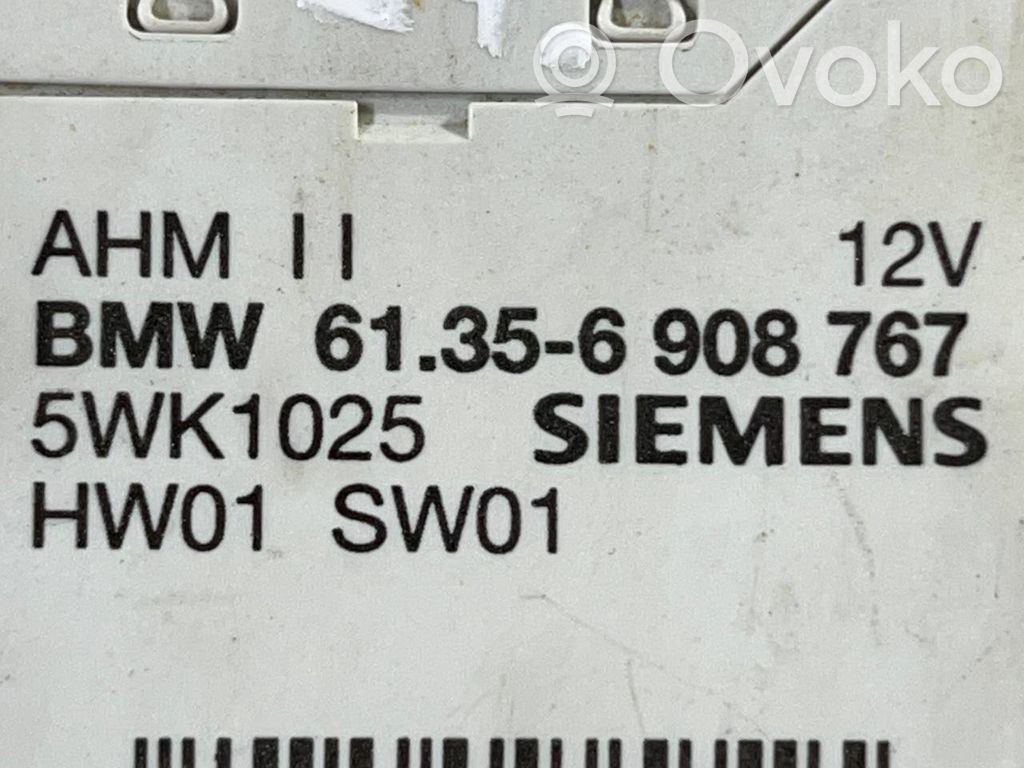 Ovoko
AHM II 12V
BMW 61.35-6 908 767
5WK1025 SIEMENS
HW01 SW01